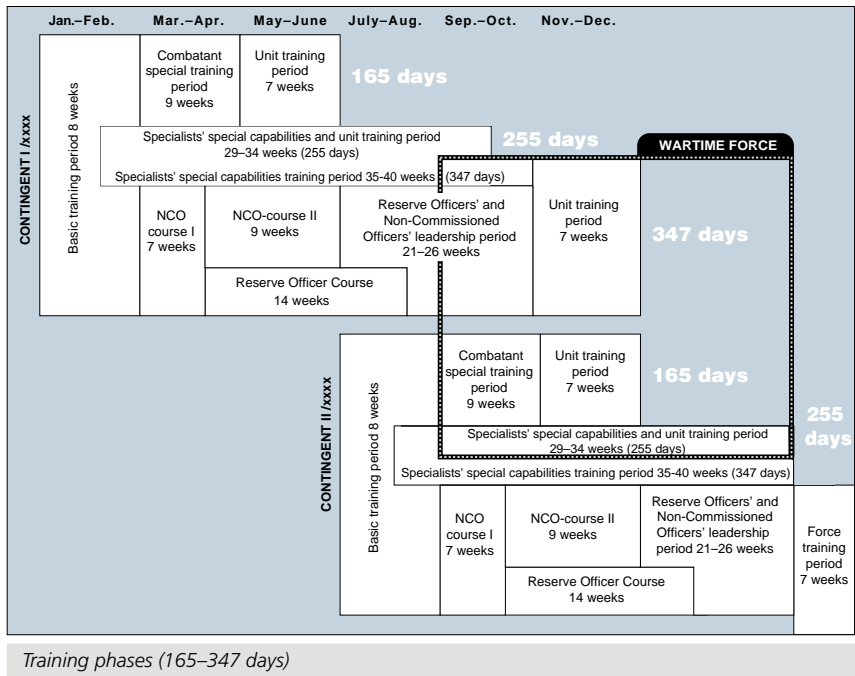 Jan.–Feb. Mar.–Apr. May–June July–Aug. Sep.–Oct. Nov.–Dec.
CONTINGENT I /xxxx
Basic training period 8 weeks
Combatant
special training
period
9 weeks
Unit training
period
7 weeks
165 days
Specialists' special capabilities and unit training period
29–34 weeks (255 days)
255 days
Specialists' special capabilities training period 35-40 weeks (347 days)
WARTIME FORCE
NCO
course I
7 weeks
NCO-course II
9 weeks
Reserve Officer Course
14 weeks
Reserve Officers' and
Non-Commissioned
Officers' leadership period
21–26 weeks
Unit training
period
7 weeks
347 days
CONTINGENT II /xxxx
Basic training period 8 weeks
Combatant
special training
period
9 weeks
Unit training
period
7 weeks
165 days
Specialists' special capabilities and unit training period
29–34 weeks (255 days)
255
days
Specialists' special capabilities training period 35-40 weeks (347 days)
NCO
course I
7 weeks
NCO-course II
9 weeks
Reserve Officer Course
14 weeks
Reserve Officers' and
Non-Commissioned
Officers' leadership
period 21–26 weeks
Force
training
period
7 weeks
Training phases (165–347 days)